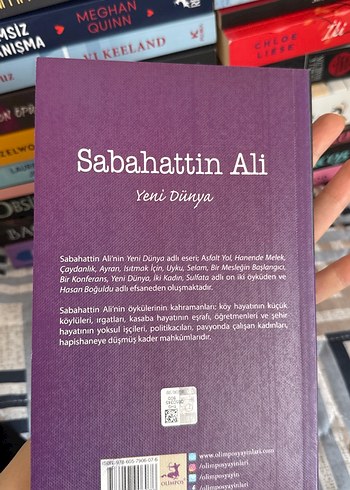 MEGHAN
QUINN
VI KEELAND
CHLOE
LIESE
Sabahattin Ali
Yeni Dünya
Sabahattin Ali'nin Yeni Dünya adlı eseri; Asfalt Yol, Hanende Melek,
Çaydanlık, Ayran, Isıtmak İçin, Uyku, Selam, Bir Mesleğin Başlangıcı,
Bir Konferans, Yeni Dünya, İki Kadın, Sulfata adlı on iki öyküden ve
Hasan Boğuldu adlı efsaneden oluşmaktadır.
Sabahattin Ali'nin öykülerinin kahramanları: köy hayatının küçük
köylüleri, ırgatları, kasaba hayatının eşrafı, öğretmenleri ve şehir
hayatının yoksul işçileri, politikacıları, pavyonda çalışan kadınları,
hapishaneye düşmüş kader mahkûmlarıdır.
OLIMPOS
www.olimposyayinlari.com
/olimposyayinlari
/olimposyayin